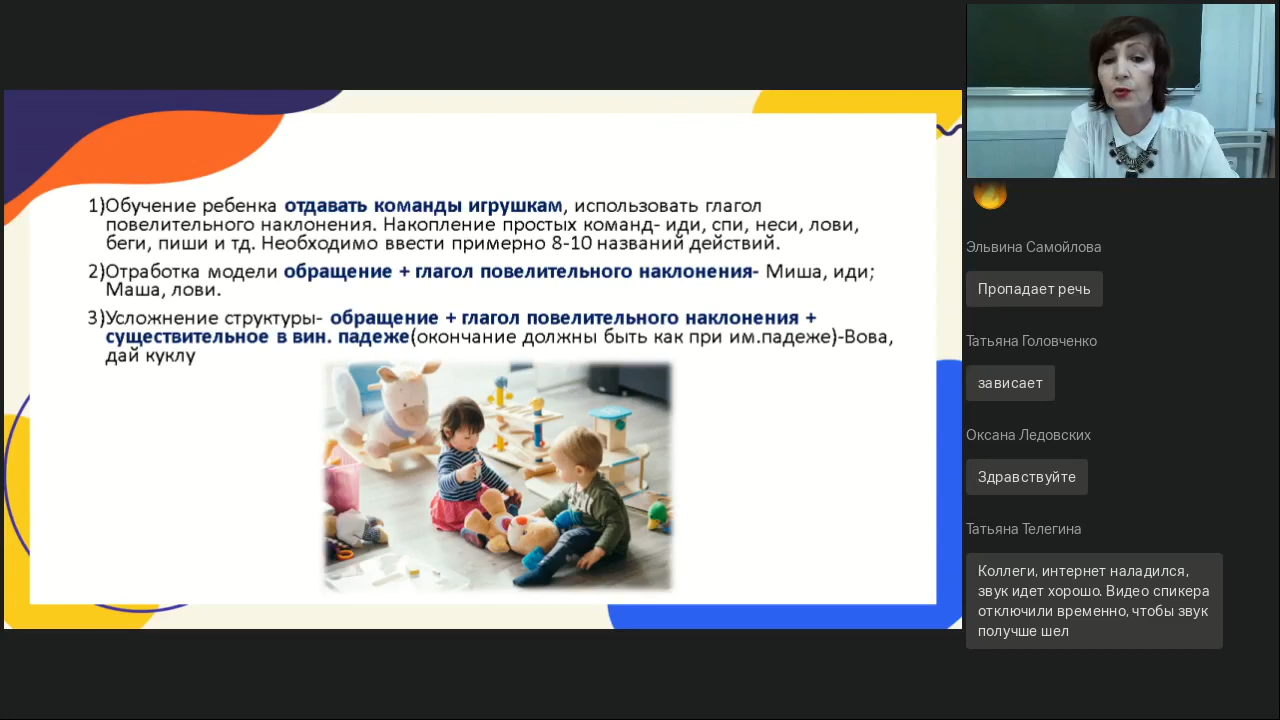 1)Обучение ребенка отдавать команды игрушкам, использовать глагол
повелительного наклонения. Накопление простых команд- иди, спи, неси, лови,
беги, пиши и тд. Необходимо ввести примерно 8-10 названий действий.
2)Отработка модели обращение + глагол повелительного наклонения- Миша, иди;
Маша, лови.
3)Усложнение структуры- обращение + глагол повелительного наклонения +
существительное в вин. падеже(окончание должны быть как при им.падеже)-Вова,
дай куклу
Эльвина Самойлова
Пропадает речь
Татьяна Головченко
зависает
Оксана Ледовских
Здравствуйте
Татьяна Телегина
Коллеги, интернет наладился,
звук идет хорошо. Видео спикера
отключили временно, чтобы звук
получше шел